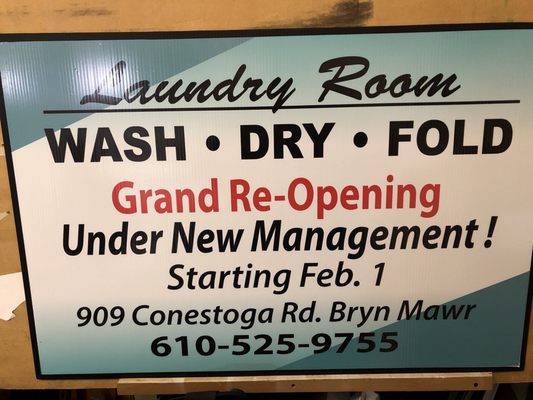 Laundry Room
WASH • DRY • FOLD
Grand Re-Opening
Under New Management!
Starting Feb. 1
909 Conestoga Rd. Bryn Mawr
610-525-9755